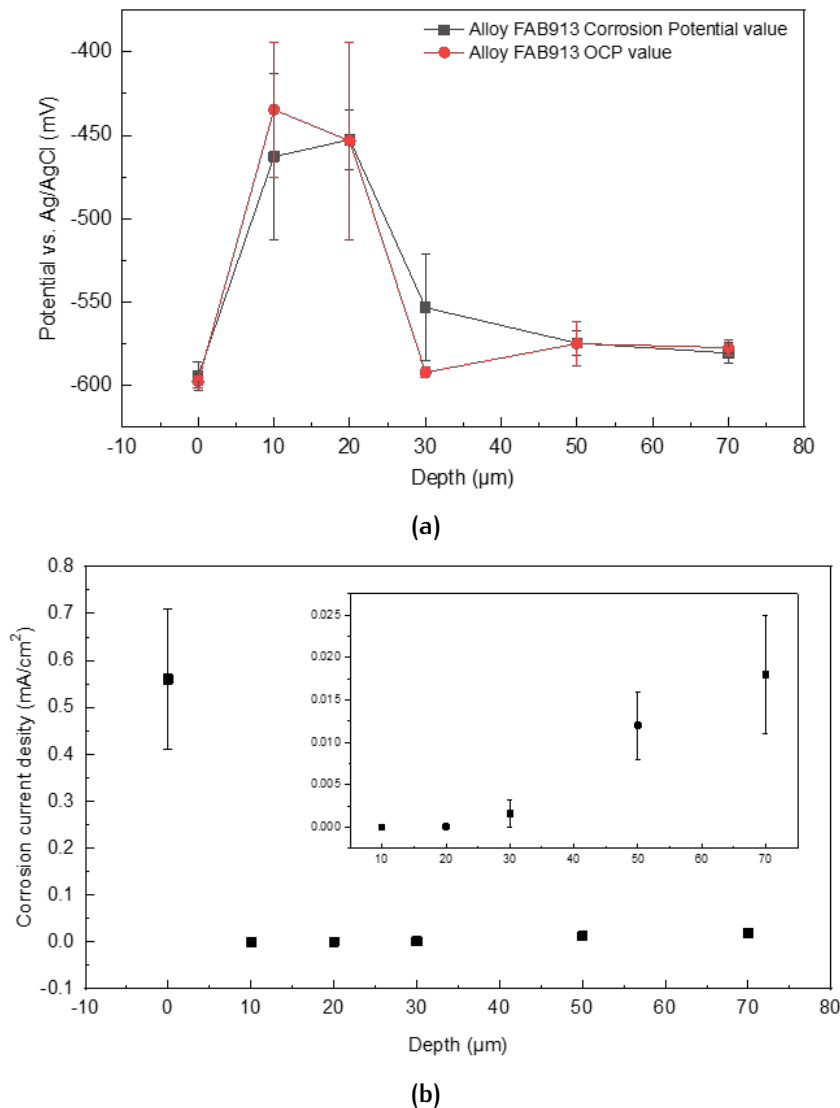 Alloy FAB913 Corrosion Potential value
Alloy FAB913 OCP value
-400
-450
-500
-550
-600
Potential vs. Ag/AgCl (mV)
-10 0 10 20 30 40 50 60 70 80
Depth (µm)
(a)
0.8
0.7
0.6
0.5
0.4
0.3
0.2
0.1
0.0
-0.1
Corrosion current desity (mA/cm²)
0.025
0.020
0.015
0.010
0.005
0.000
10 20 30 40 50 60 70
-10 0 10 20 30 40 50 60 70 80
Depth (µm)
(b)